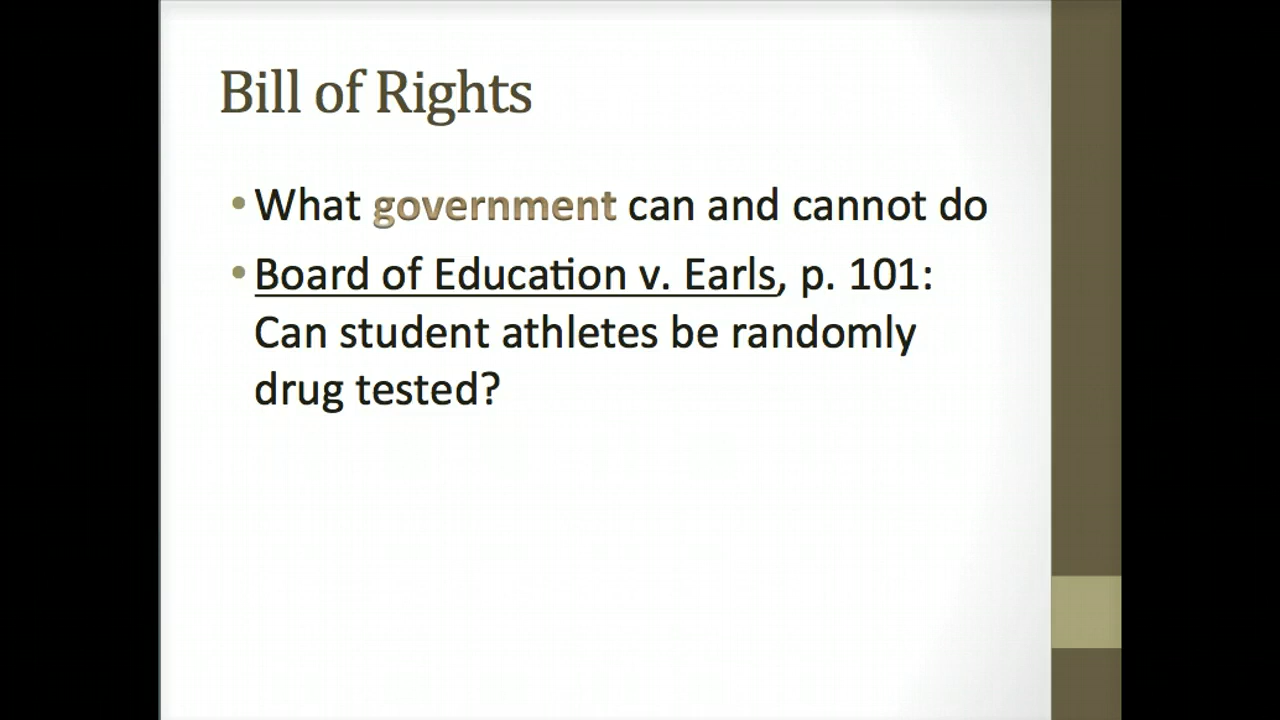 Bill of Rights
• What government can and cannot do
• Board of Education v. Earls, p. 101:
Can student athletes be randomly
drug tested?